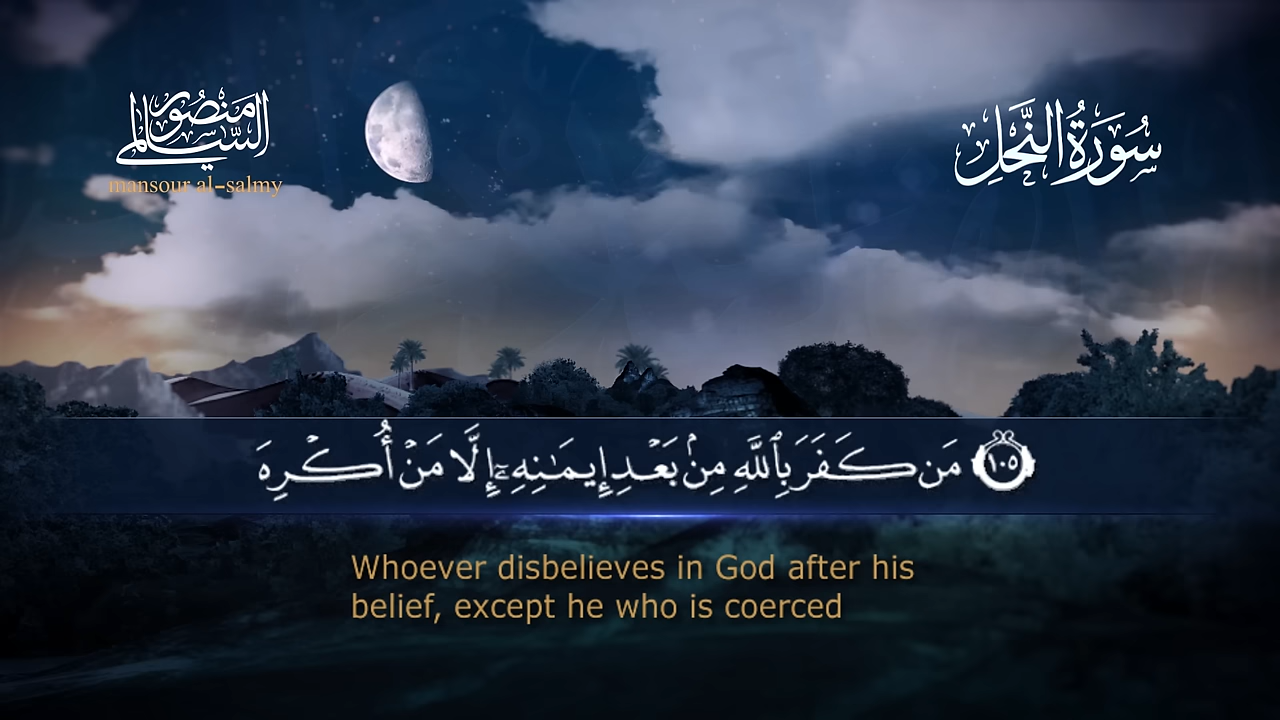 منصور السالمي
mansour al-salmy
سُورَةُ النَّحْلِ
١٠٥ مَن كَفَرَ بِٱللَّهِ مِنۢ بَعْدِ إِيمَـٰنِهِۦٓ إِلَّا مَنْ أُكْرِهَ
Whoever disbelieves in God after his
belief, except he who is coerced